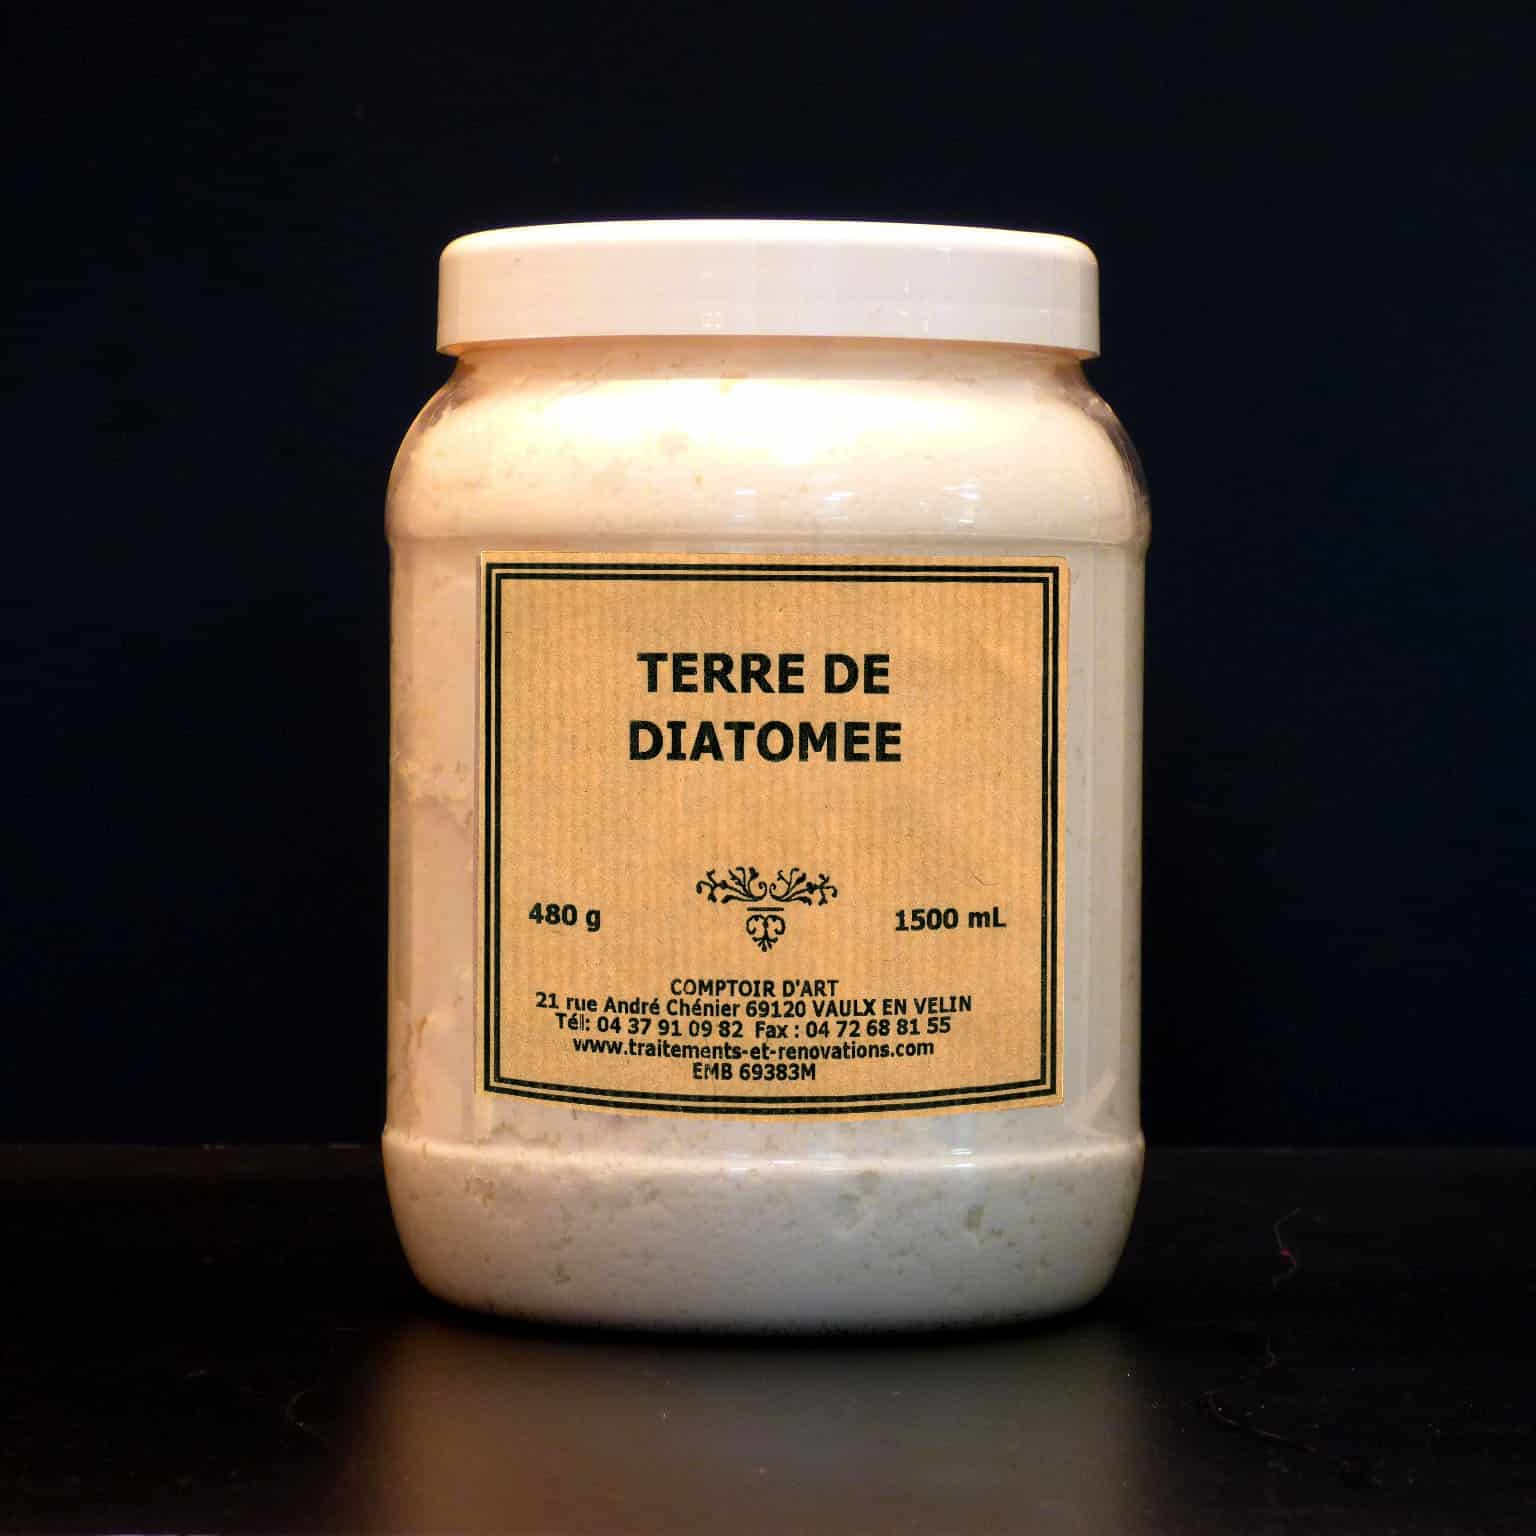 TERRE DE
DIATOMEE
480 g 1500 mL
COMPTOIR D'ART
21 rue André Chénier 69120 VAULX EN VELIN
Tél: 04 37 91 09 82 Fax : 04 72 68 81 55
www.traitements-et-renovations.com
EMB 69383M